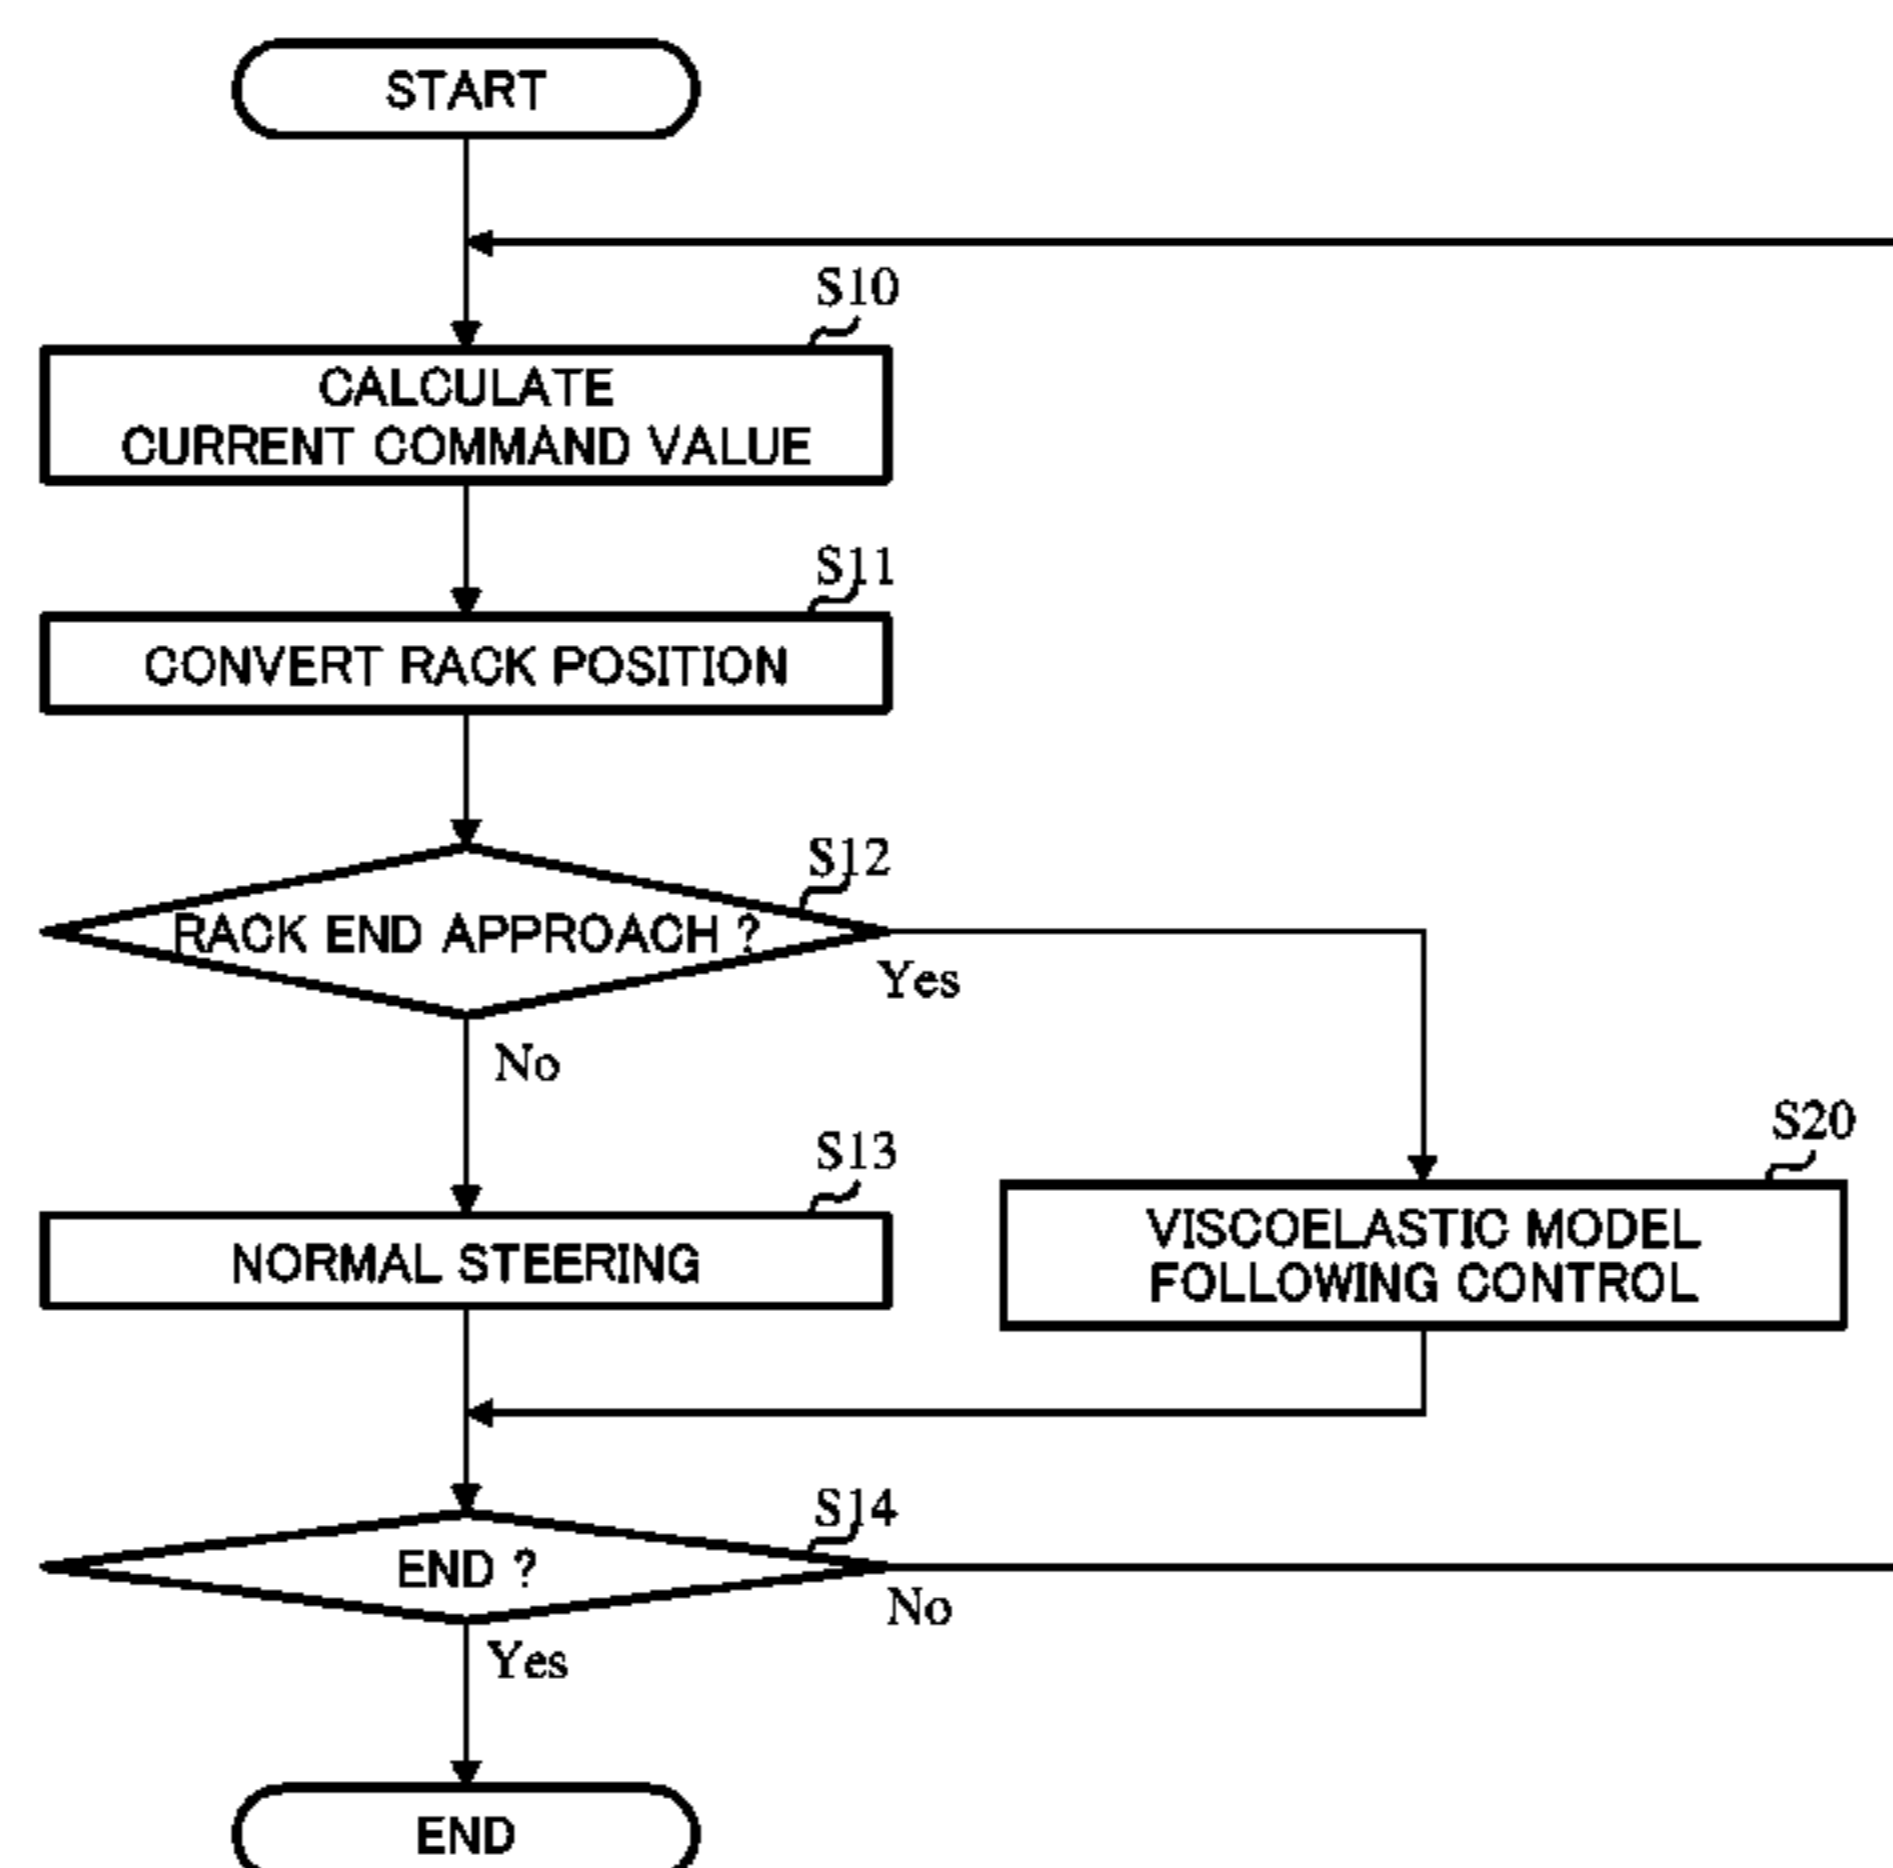 START
S10
CALCULATE
CURRENT COMMAND VALUE
S11
CONVERT RACK POSITION
S12
RACK END APPROACH ?
Yes
No
S13
NORMAL STEERING
S20
VISCOELASTIC MODEL
FOLLOWING CONTROL
S14
END ?
No
Yes
END